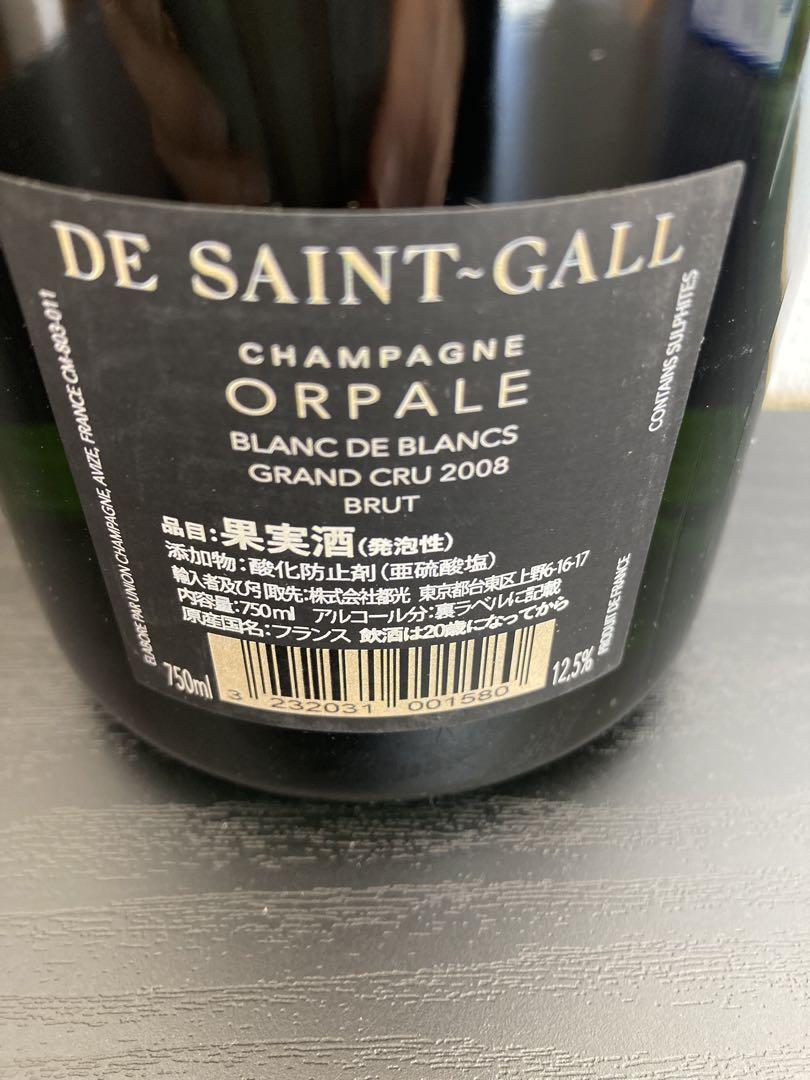 DE SAINT~GALL
CHAMPAGNE
ORPALE
BLANC DE BLANCS
GRAND CRU 2008
BRUT
品目:果実酒(発泡性)
添加物:酸化防止剤(亜硫酸塩)
輸入者及び引取先:株式会社都光 東京都台東区上野6-16-17
内容量:750ml アルコール分:裏ラベルに記載
原産国名:フランス 飲酒は20歳になってから
750ml
3 232031 001580
12,5%
ELABORE PAR UNION CHAMPAGNE, AVIZE, FRANCE CM-803-011
CONTAINS SULPHITES
PRODUIT DE FRANCE